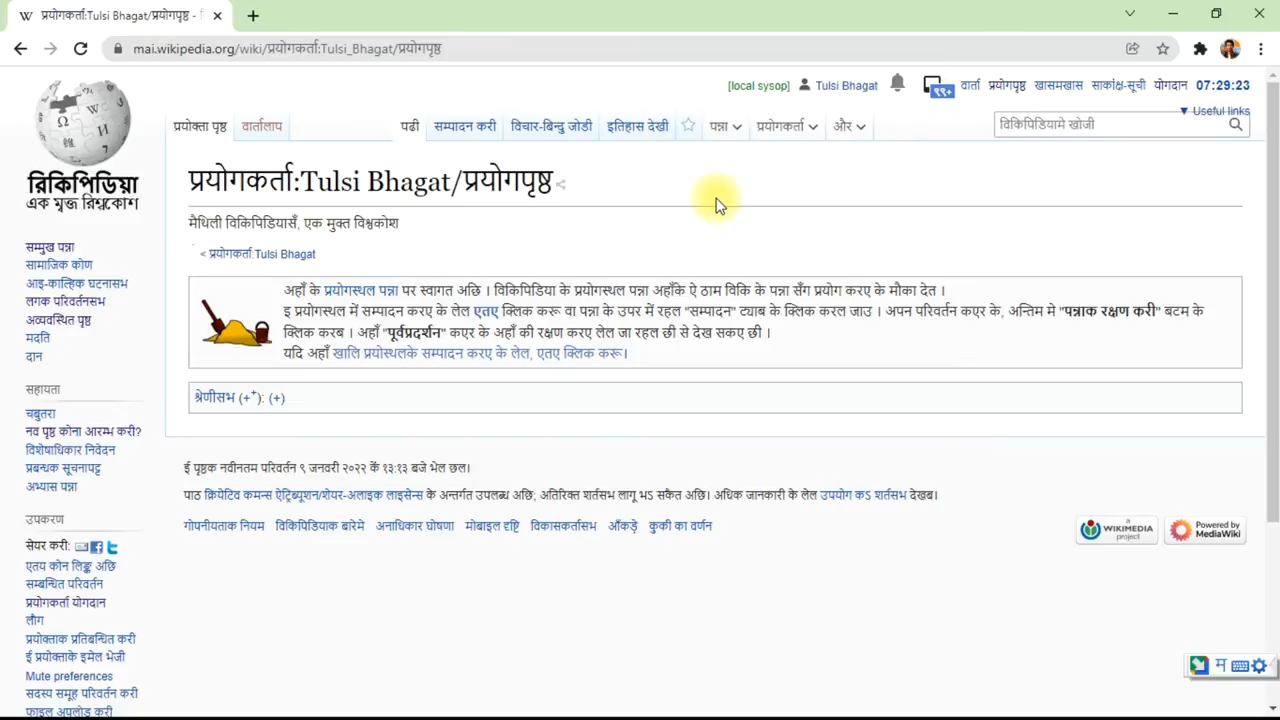 प्रयोगकर्ता:Tulsi Bhagat/प्रयोगपृष्ठ -
mai.wikipedia.org/wiki/प्रयोगकर्ता:Tulsi_Bhagat/प्रयोगपृष्ठ
[local sysop] Tulsi Bhagat ९९+ वार्ता प्रयोगपृष्ठ खासमखास साकांक्ष-सूची योगदान 07:29:23
Useful links
प्रयोक्ता पृष्ठ वार्तालाप पढी सम्पादन करी विचार-बिन्दु जोडी इतिहास देखी पन्ना प्रयोगकर्ता और विकिपिडियामे खोजी
रिकिपिडिया
प्रयोगकर्ता:Tulsi Bhagat/प्रयोगपृष्ठ
मैथिली विकिपिडियासँ, एक मुक्त विश्वकोश
< प्रयोगकर्ता:Tulsi Bhagat
अहाँ के प्रयोगस्थल पन्ना पर स्वागत अछि । विकिपिडिया के प्रयोगस्थल पन्ना अहाँकें ऐ ठाम विकि के पन्ना सँग प्रयोग करए के मौका देत ।
इ प्रयोगस्थल में सम्पादन करए के लेल एतए क्लिक करू वा पन्ना के उपर में रहल "सम्पादन" ट्याब के क्लिक करल जाउ । अपन परिवर्तन कएर के, अन्तिम मे "पन्नाक रक्षण करी" बटम के
क्लिक करब । अहाँ "पूर्वप्रदर्शन" कएर के अहाँ की रक्षण करए लेल जा रहल छी से देख सकए छी ।
यदि अहाँ खालि प्रयोस्थलके सम्पादन करए के लेल, एतए क्लिक करू।
श्रेणीसभ (++): (+)
ई पृष्ठक नवीनतम परिवर्तन ९ जनवरी २०२२ कें १३:१३ बजे भेल छल।
पाठ क्रियेटिव कमन्स ऐट्रिब्यूशन/शेयर-अलाइक लाइसेन्स के अन्तर्गत उपलब्ध अछि; अतिरिक्त शर्तसभ लागू भऽ सकैत अछि। अधिक जानकारी के लेल उपयोग कऽ शर्तसभ देखब।
गोपनीयताक नियम विकिपिडियाक बारेमे अनाधिकार घोषणा मोबाइल दृष्टि विकासकर्तासभ आँकड़े कुकी का वर्णन
a WIKIMEDIA project
Powered by MediaWiki
सम्मुख पन्ना
सामाजिक कोण
आइ-काल्हिक घटनासभ
लगक परिवर्तनसभ
अव्यवस्थित पृष्ठ
मदति
दान
सहायता
चबुतरा
नव पृष्ठ कोना आरम्भ करी?
विशेषाधिकार निवेदन
प्रबन्धक सूचनापट्ट
अभ्यास पन्ना
उपकरण
सेयर करी:
एतय कोन लिङ्क अछि
सम्बन्धित परिवर्तन
प्रयोगकर्ता योगदान
लौग
प्रयोक्ताक प्रतिबन्धित करी
ई प्रयोक्ताके इमेल भेजी
Mute preferences
सदस्य समूह परिवर्तन करी
फाइल अपलोड करी
म